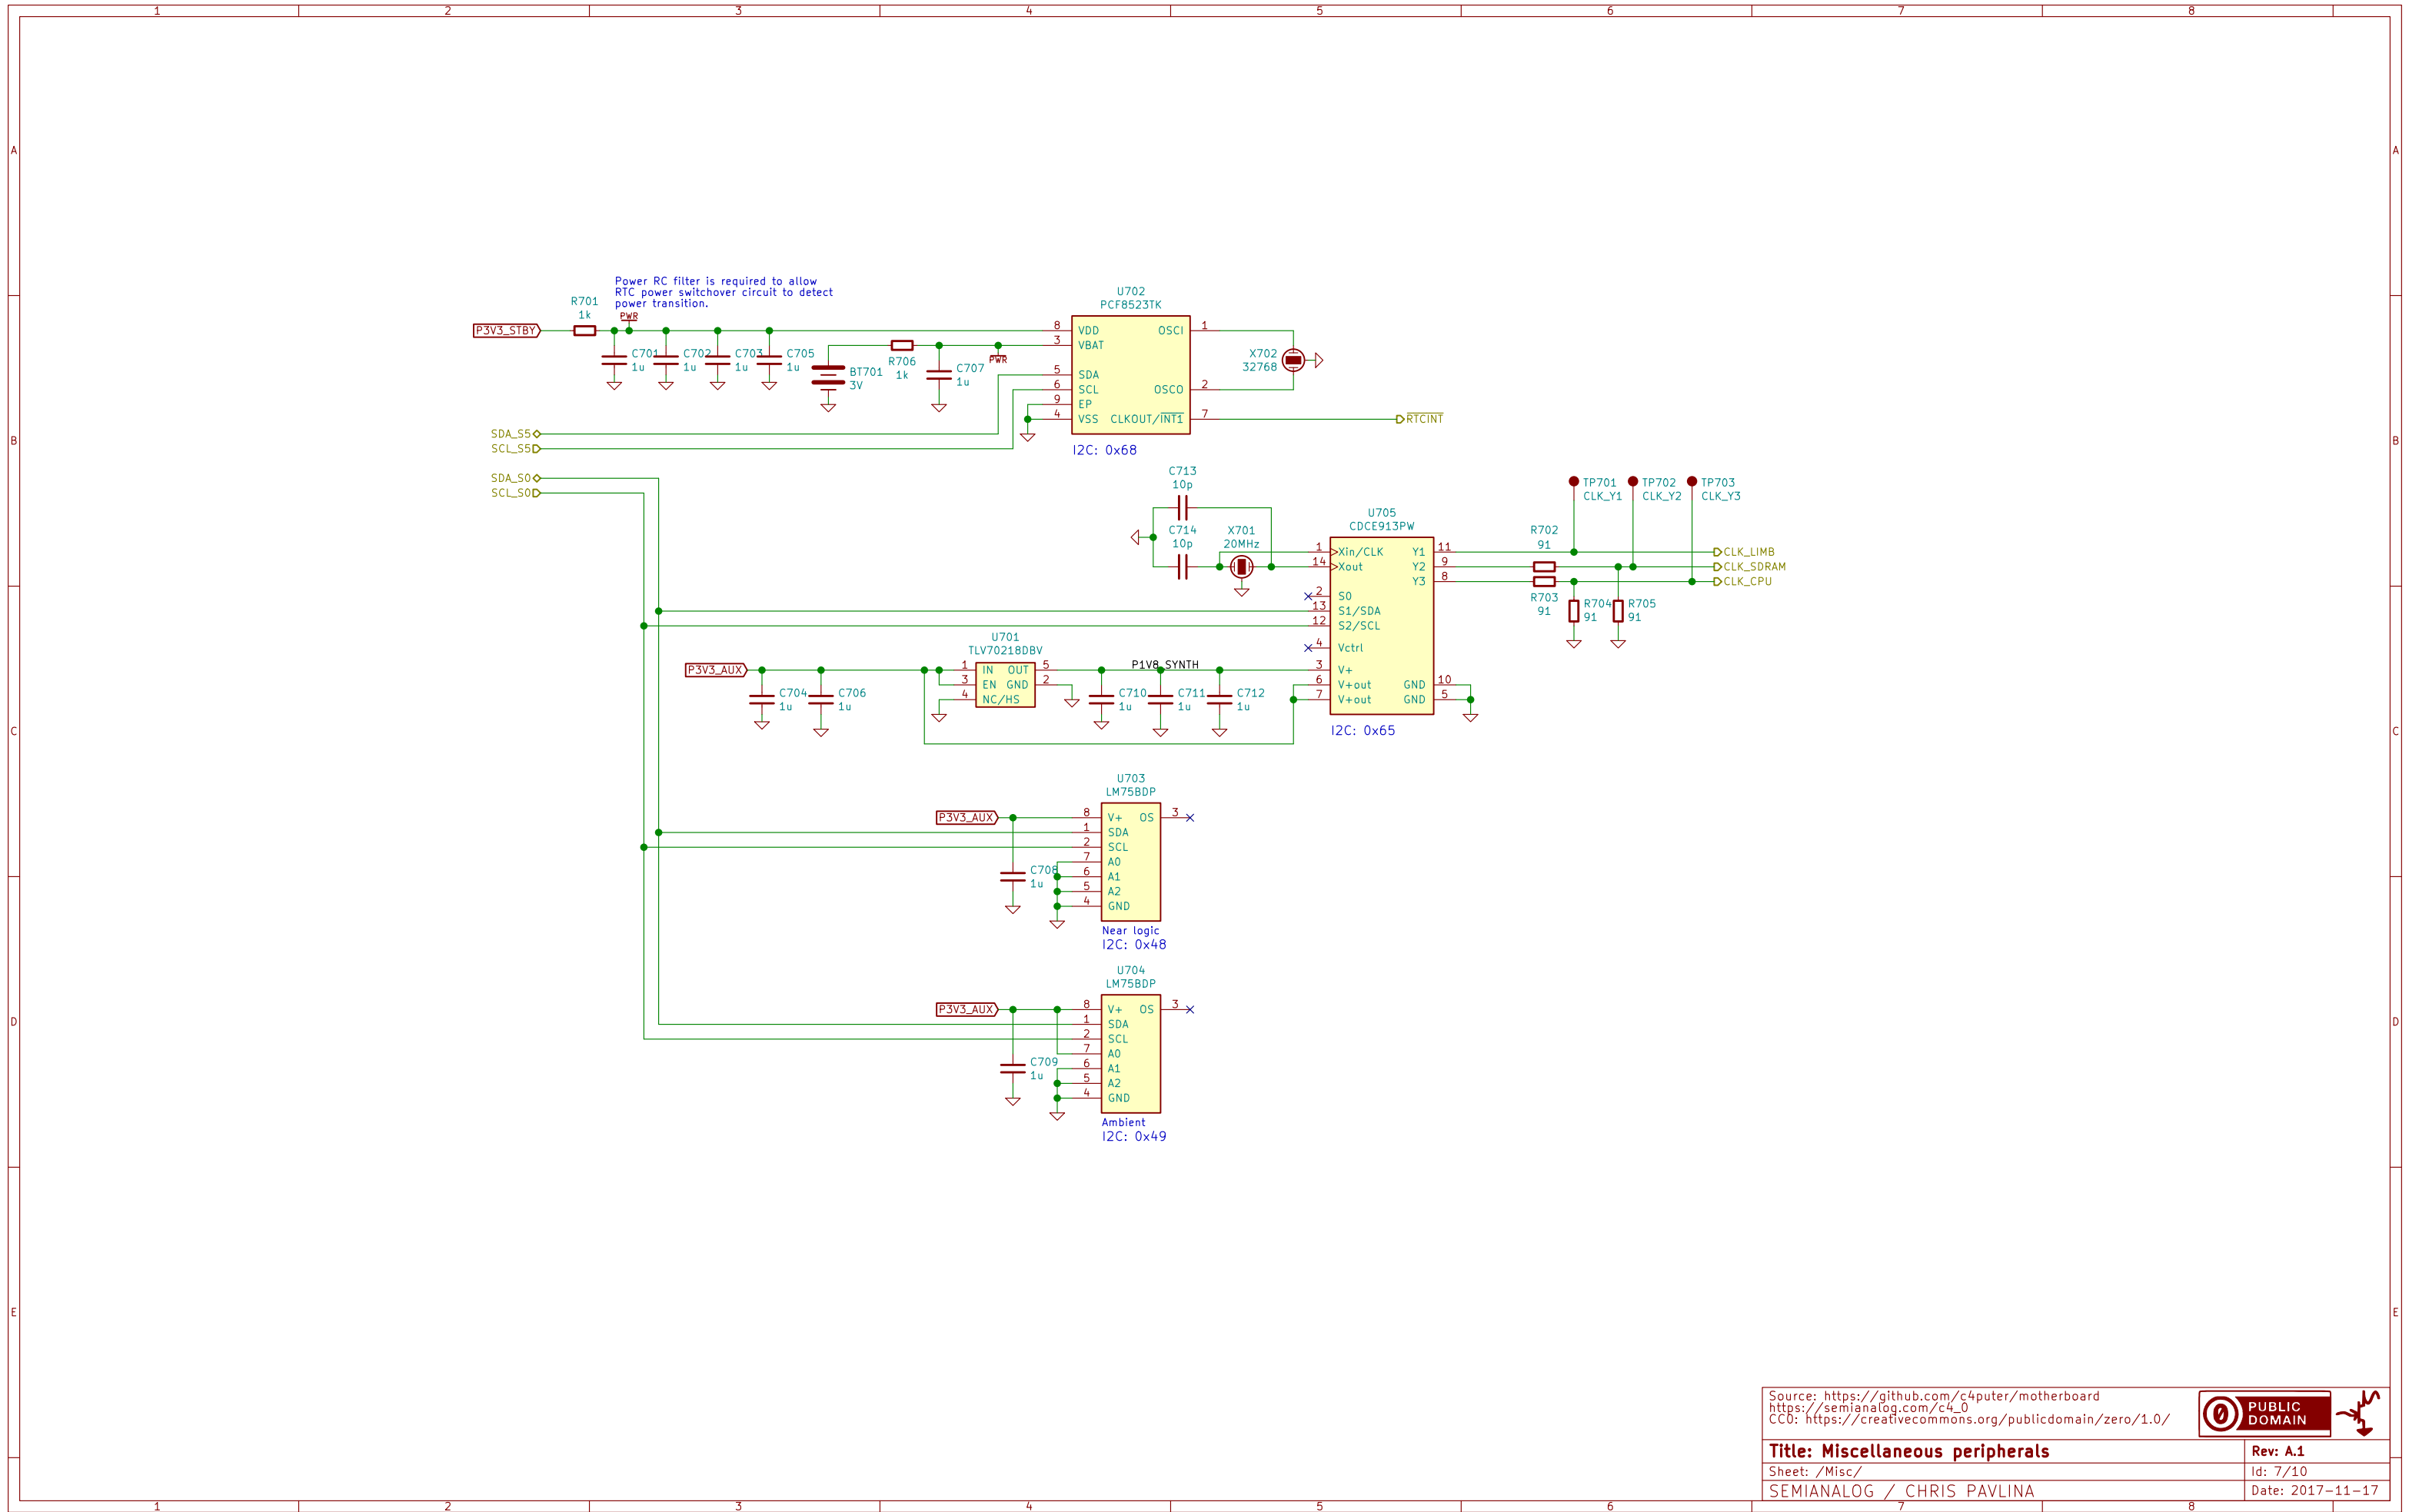 1 2 3 4 5 6 7 8
A
A
B
B
C
C
D
D
E
E
Power RC filter is required to allow
RTC power switchover circuit to detect
power transition.
P3V3_STBY
R701
1k
PWR
C701
1u
C702
1u
C703
1u
C705
1u
BT701
3V
R706
1k
C707
1u
PWR
U702
PCF8523TK
8 VDD
3 VBAT
5 SDA
6 SCL
9 EP
4 VSS
OSCI 1
OSCO 2
CLKOUT/INT1 7
I2C: 0x68
X702
32768
RTCINT
SDA_S5
SCL_S5
SDA_S0
SCL_S0
C713
10p
C714
10p
X701
20MHz
U705
CDCE913PW
1 Xin/CLK
14 Xout
2 S0
13 S1/SDA
12 S2/SCL
4 Vctrl
3 V+
6 V+out
7 V+out
Y1 11
Y2 9
Y3 8
GND 10
GND 5
I2C: 0x65
R702
91
R703
91
R704
91
R705
91
TP701
CLK_Y1
TP702
CLK_Y2
TP703
CLK_Y3
CLK_LIMB
CLK_SDRAM
CLK_CPU
P3V3_AUX
C704
1u
C706
1u
U701
TLV70218DBV
1 IN OUT 5
3 EN GND 2
4 NC/HS
P1V8_SYNTH
C710
1u
C711
1u
C712
1u
U703
LM75BDP
P3V3_AUX
8 V+ OS 3
1 SDA
2 SCL
7 A0
6 A1
5 A2
4 GND
C708
1u
Near logic
I2C: 0x48
U704
LM75BDP
P3V3_AUX
8 V+ OS 3
1 SDA
2 SCL
7 A0
6 A1
5 A2
4 GND
C709
1u
Ambient
I2C: 0x49
Source: https://github.com/c4puter/motherboard
https://semianalog.com/c4_0
CC0: https://creativecommons.org/publicdomain/zero/1.0/
0 PUBLIC
DOMAIN
Title: Miscellaneous peripherals
Rev: A.1
Sheet: /Misc/
Id: 7/10
SEMIANALOG / CHRIS PAVLINA
Date: 2017-11-17
1 2 3 4 5 6 7 8